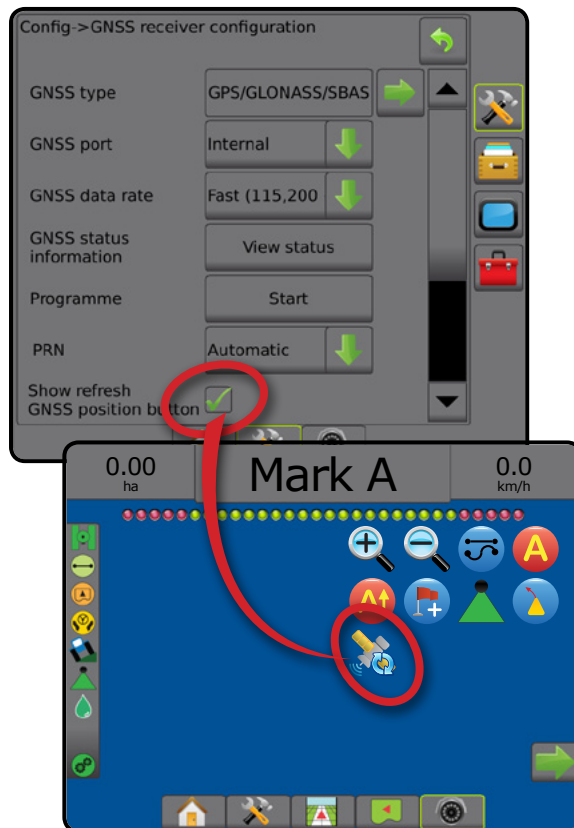 Config->GNSS receiver configuration
GNSS type
GPS/GLONASS/SBAS
GNSS port
Internal
GNSS data rate
Fast (115,200
GNSS status information
View status
Programme
Start
PRN
Automatic
Show refresh
GNSS position button
0.00
ha
Mark A
0.0
km/h
A
A